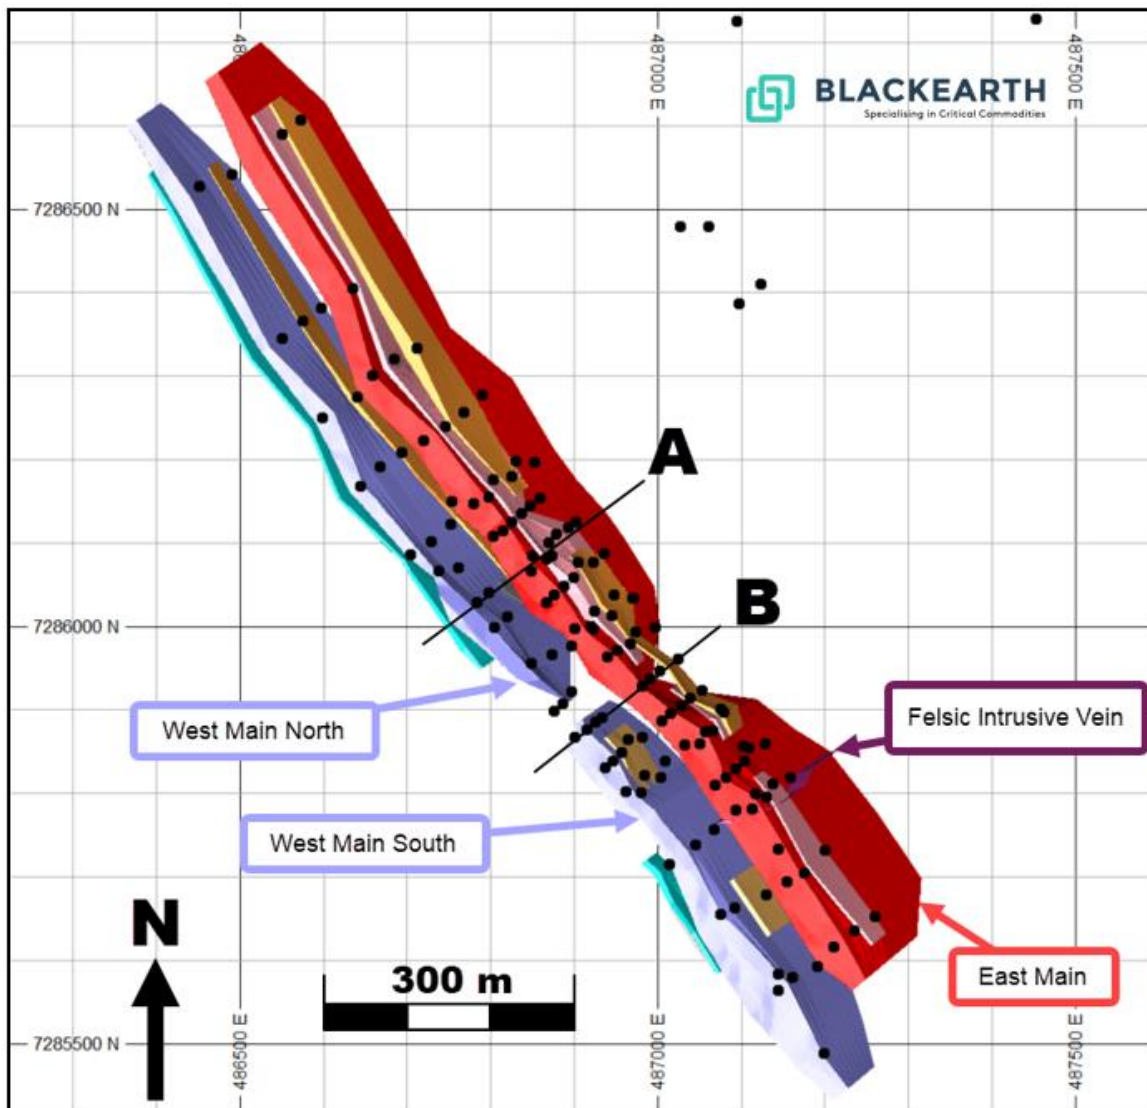 487000 E
487500 E
BLACKEARTH
Specialising in Critical Commodities
7286500 N
A
7286000 N
B
West Main North
Felsic Intrusive Vein
West Main South
N
300 m
East Main
7285500 N
486500 E
487000 E
487500 E